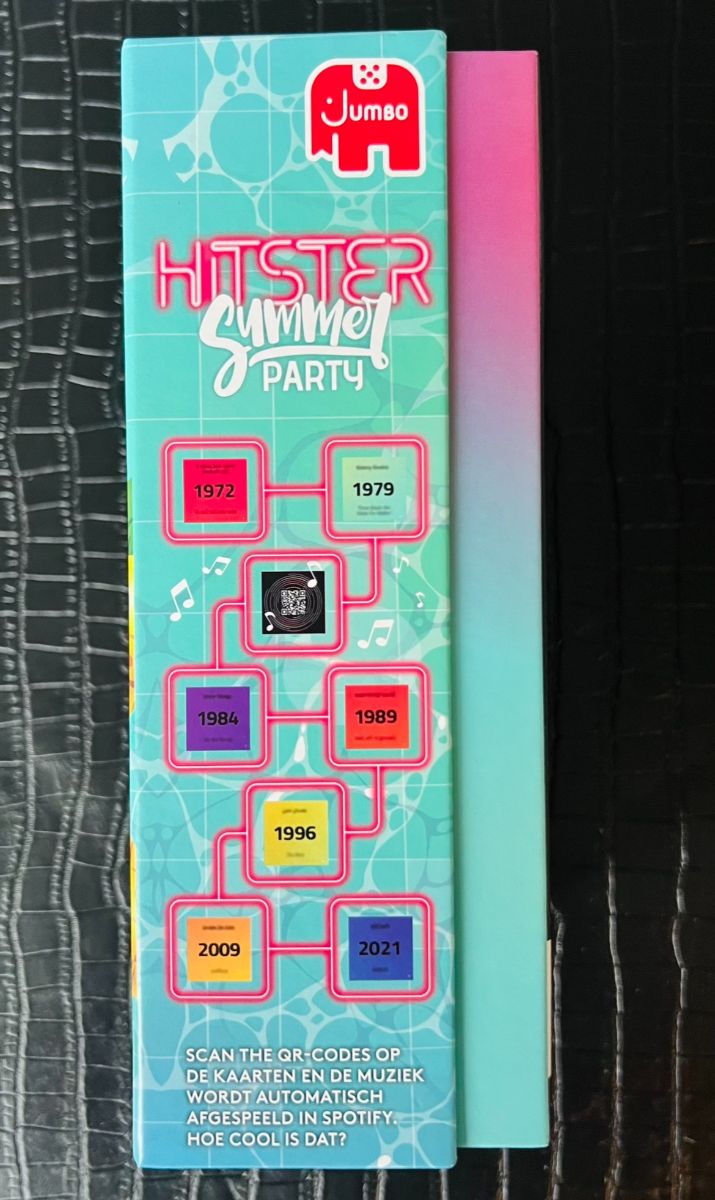 JUMBO
HITSTER
Summer
PARTY
1972
1979
1984
1989
1996
2009
2021
SCAN THE QR-CODES OP
DE KAARTEN EN DE MUZIEK
WORDT AUTOMATISCH
AFGESPEELD IN SPOTIFY.
HOE COOL IS DAT?